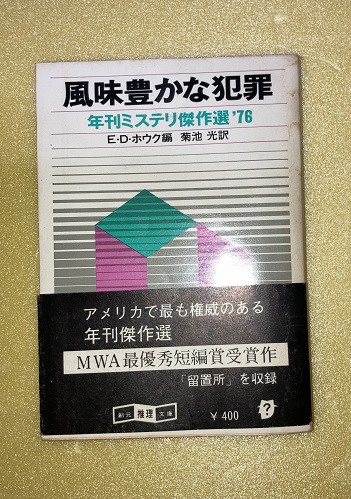 風味豊かな犯罪
年刊ミステリ傑作選'76
E・D・ホウク編 菊池 光訳
アメリカで最も権威のある
年刊傑作選
MWA最優秀短編賞受賞作
「留置所」を収録
創元 推理 文庫 ¥400 ?